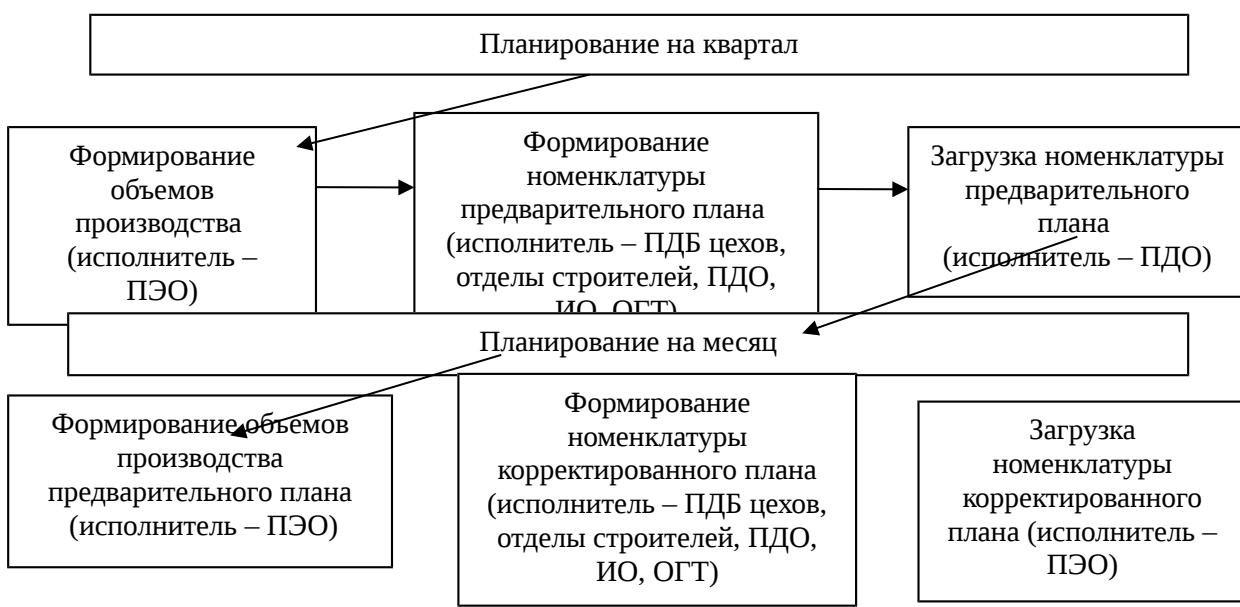 Планирование на квартал
Формирование
объемов
производства
(исполнитель –
ПЭО)
Формирование
номенклатуры
предварительного плана
(исполнитель – ПДБ цехов,
отделы строителей, ПДО,
ИО, ОГТ)
Загрузка номенклатуры
предварительного
плана
(исполнитель – ПДО)
Планирование на месяц
Формирование объемов
производства
предварительного плана
(исполнитель – ПЭО)
Формирование
номенклатуры
корректированного плана
(исполнитель – ПДБ цехов,
отделы строителей, ПДО,
ИО, ОГТ)
Загрузка
номенклатуры
корректированного
плана (исполнитель –
ПЭО)